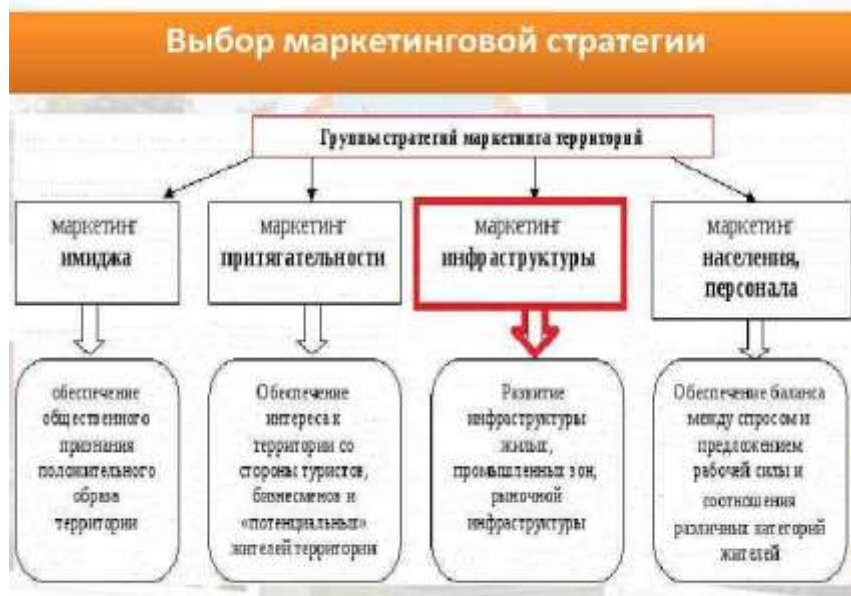 Выбор маркетинговой стратегии
Группы стратегий маркетинга территорий
маркетинг
имиджа
маркетинг
притягательности
маркетинг
инфраструктуры
маркетинг
населения,
персонала
обеспечение
общественного
признания
положительного
образа
территории
Обеспечение
интереса к
территории со
стороны туристов,
бизнесменов и
«потенциальных»
жителей территории
Развитие
инфраструктуры
жилых,
промышленных зон,
рыночной
инфраструктуры
Обеспечение баланса
между спросом и
предложением
рабочей силы и
соотношения
различных категорий
жителей